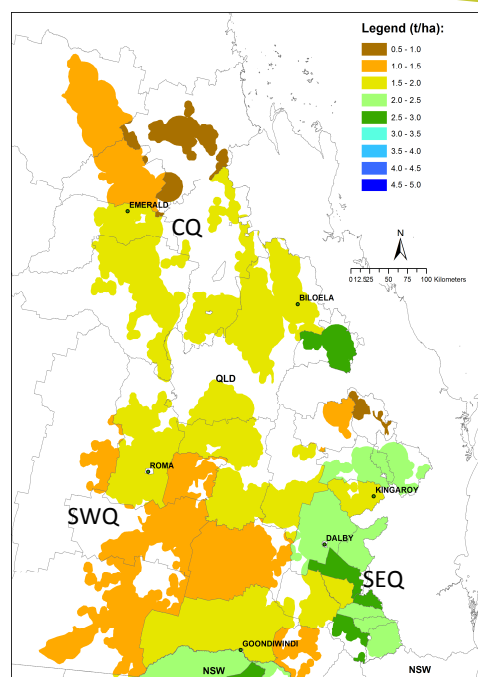 Legend (t/ha):
0.5 - 1.0
1.0 - 1.5
1.5 - 2.0
2.0 - 2.5
2.5 - 3.0
3.0 - 3.5
3.5 - 4.0
4.0 - 4.5
4.5 - 5.0
EMERALD
CQ
N
0 12.525 50 75 100 Kilometers
BILOELA
QLD
ROMA
KINGAROY
SWQ
DALBY
SEQ
GOONDIWINDI
NSW
NSW